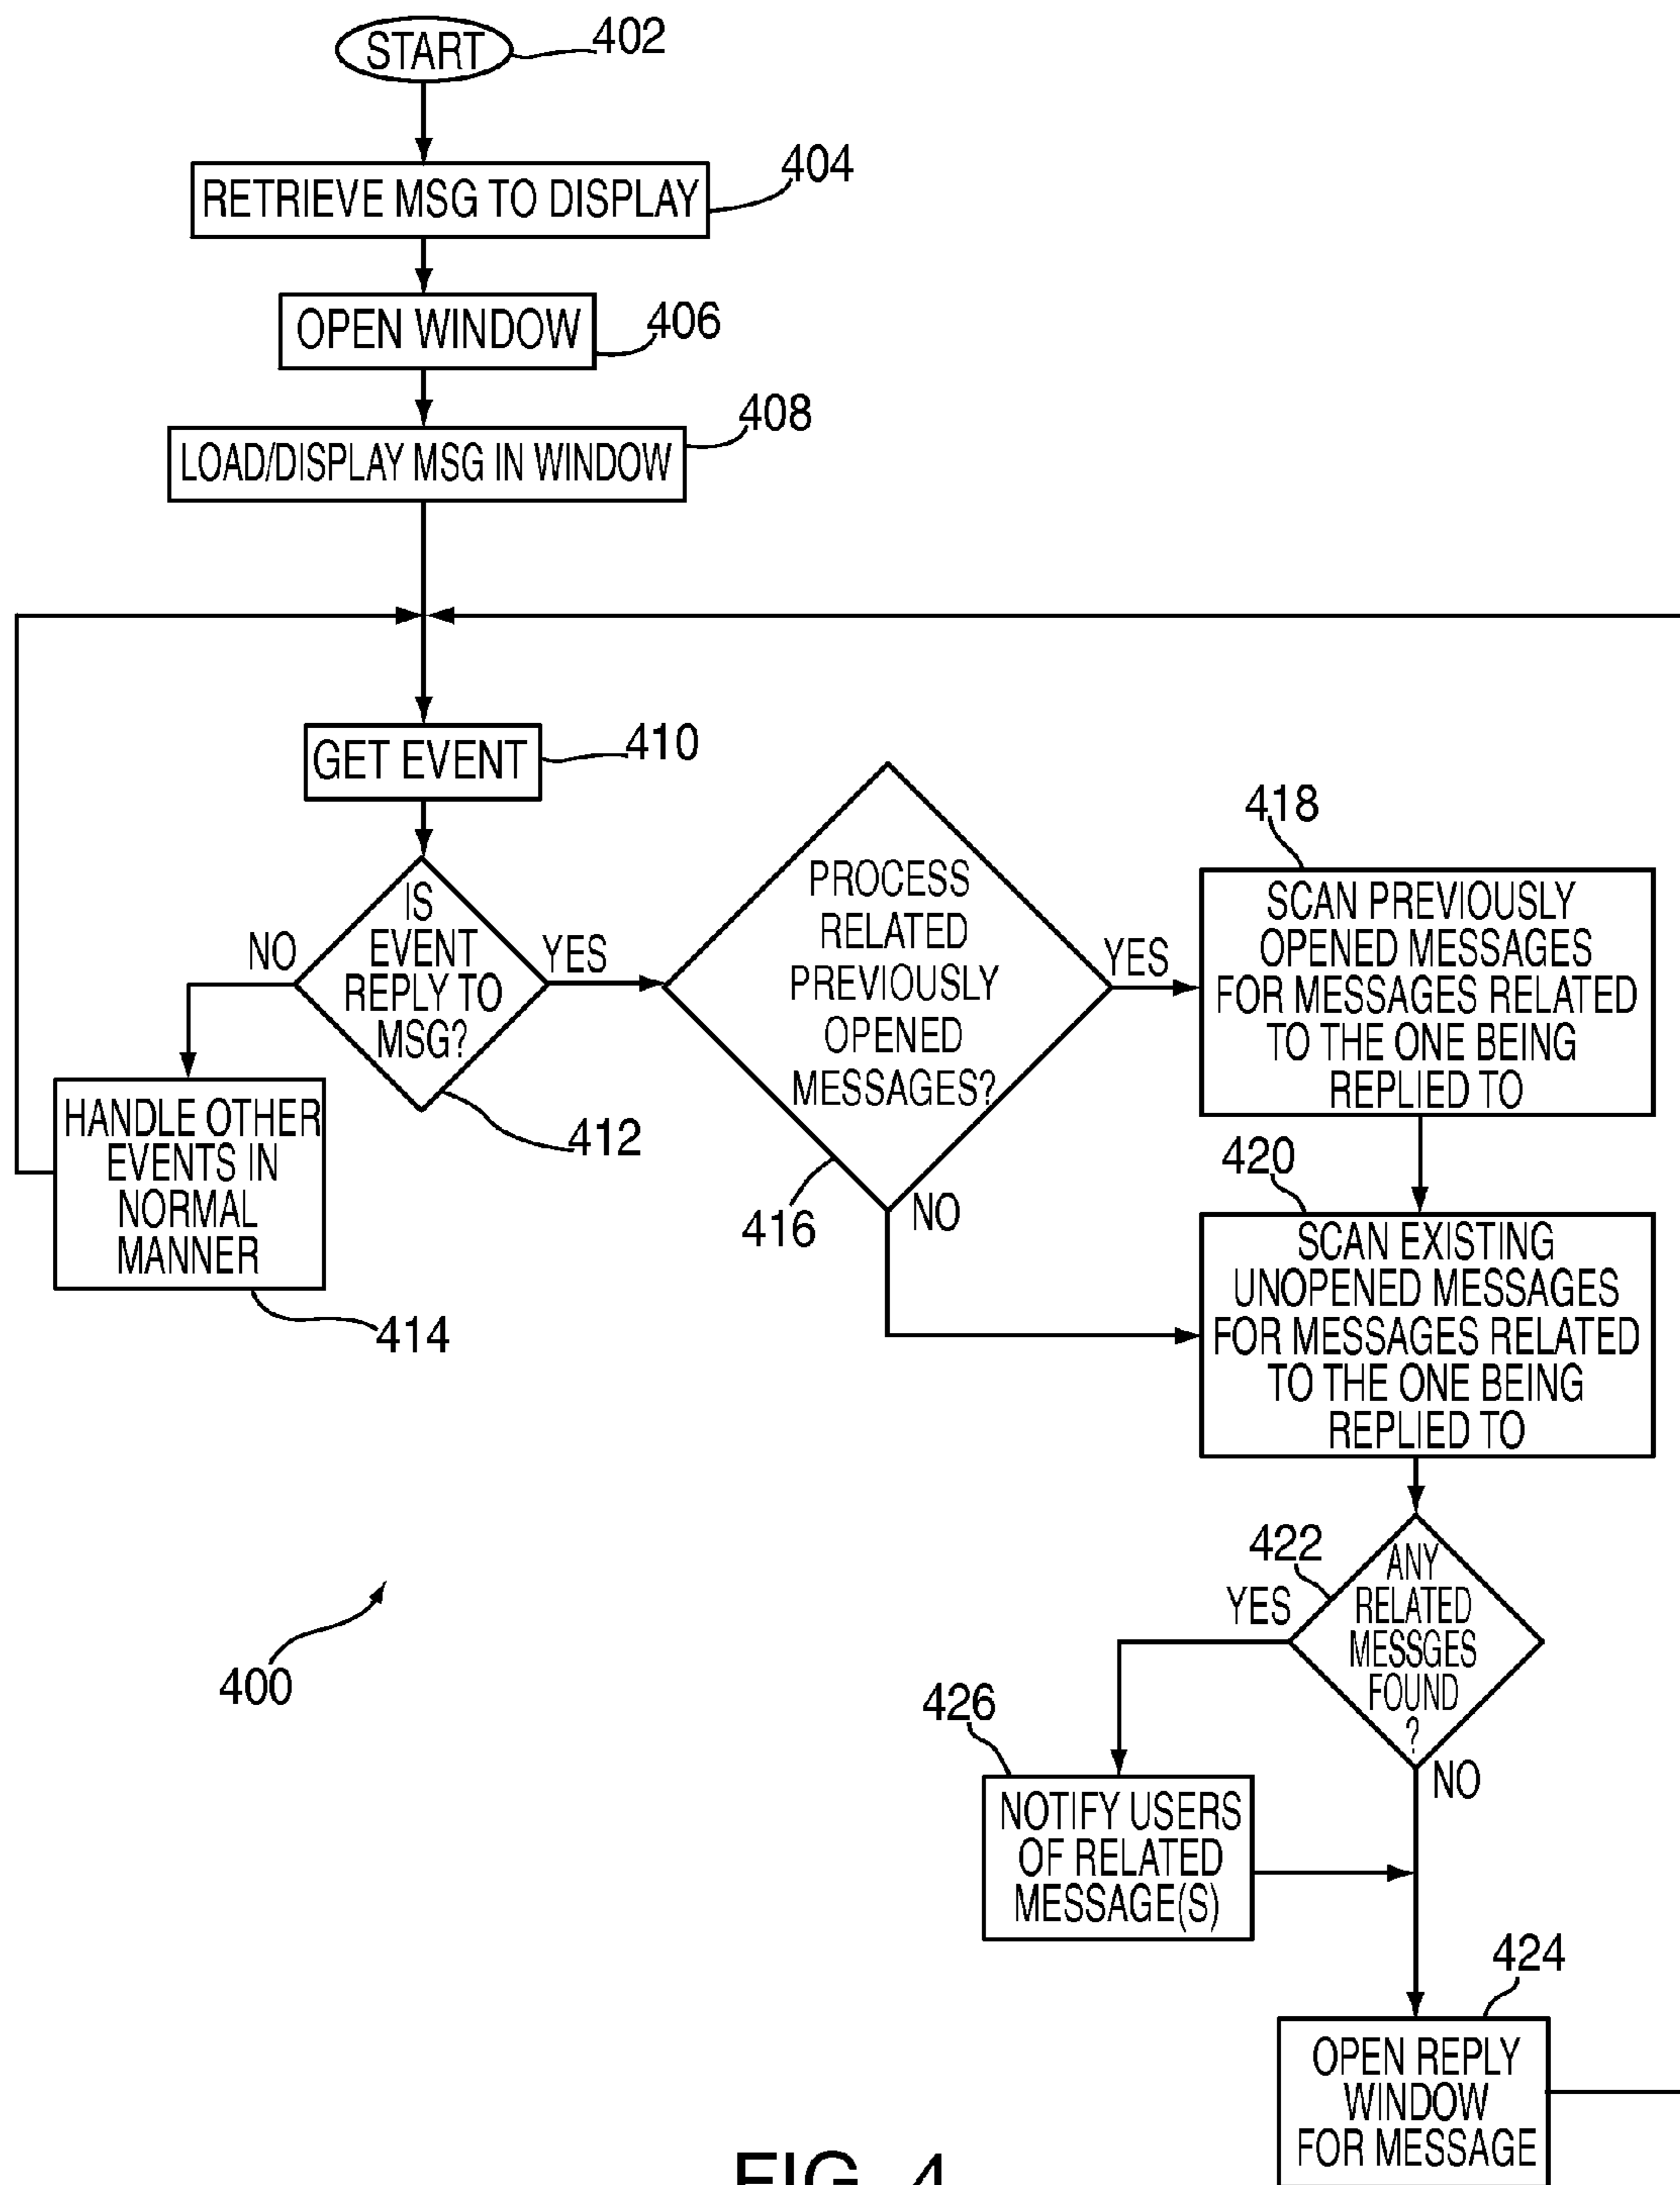 START
402
RETRIEVE MSG TO DISPLAY
404
OPEN WINDOW
406
LOAD/DISPLAY MSG IN WINDOW
408
GET EVENT
410
IS
EVENT
REPLY TO
MSG?
NO
YES
412
HANDLE OTHER
EVENTS IN
NORMAL
MANNER
414
PROCESS
RELATED
PREVIOUSLY
OPENED
MESSAGES?
YES
NO
416
418
SCAN PREVIOUSLY
OPENED MESSAGES
FOR MESSAGES RELATED
TO THE ONE BEING
REPLIED TO
420
SCAN EXISTING
UNOPENED MESSAGES
FOR MESSAGES RELATED
TO THE ONE BEING
REPLIED TO
422
ANY
RELATED
MESSGES
FOUND
?
YES
NO
426
NOTIFY USERS
OF RELATED
MESSAGE(S)
424
OPEN REPLY
WINDOW
FOR MESSAGE
400
FIG. 4